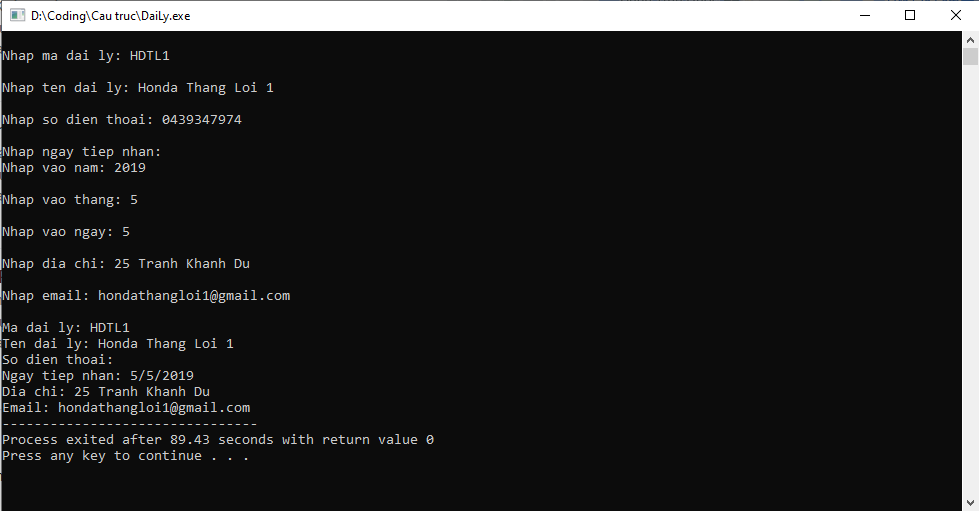 D:\Coding\Cau truc\DaiLy.exe
Nhap ma dai ly: HDTL1
Nhap ten dai ly: Honda Thang Loi 1
Nhap so dien thoai: 0439347974
Nhap ngay tiep nhan:
Nhap vao nam: 2019
Nhap vao thang: 5
Nhap vao ngay: 5
Nhap dia chi: 25 Tranh Khanh Du
Nhap email: hondathangloi1@gmail.com
Ma dai ly: HDTL1
Ten dai ly: Honda Thang Loi 1
So dien thoai:
Ngay tiep nhan: 5/5/2019
Dia chi: 25 Tranh Khanh Du
Email: hondathangloi1@gmail.com
--------------------------------
Process exited after 89.43 seconds with return value 0
Press any key to continue . . .